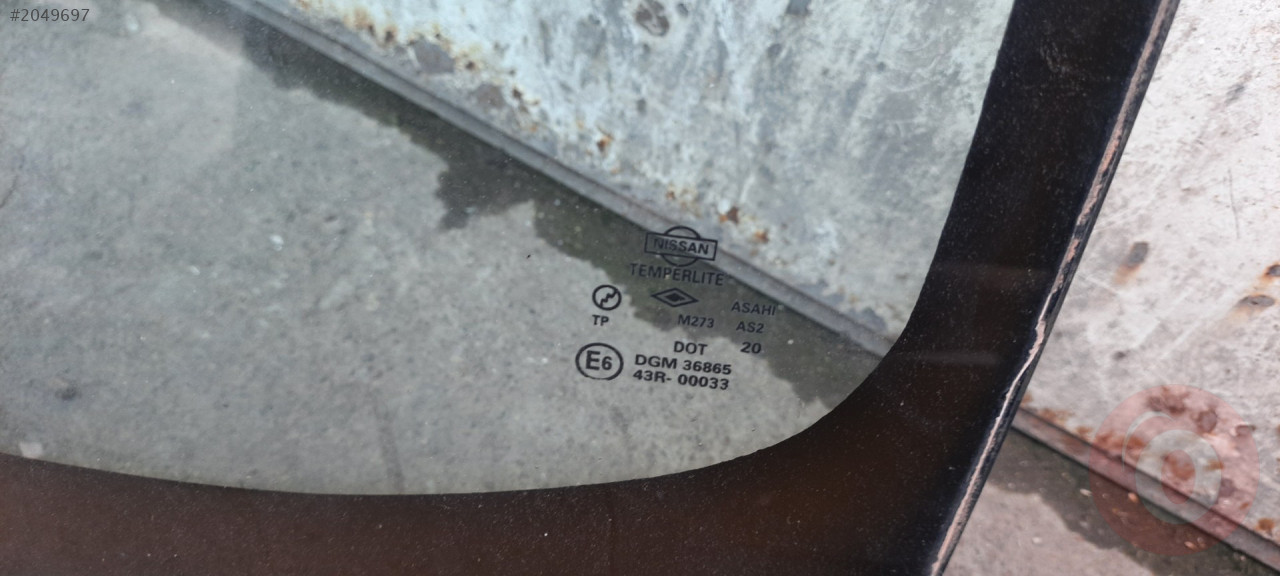 #2049697
NISSAN
TEMPERLITE
ASAHI
TP M273 AS2
DOT 20
E6 DGM 36865
43R- 00033